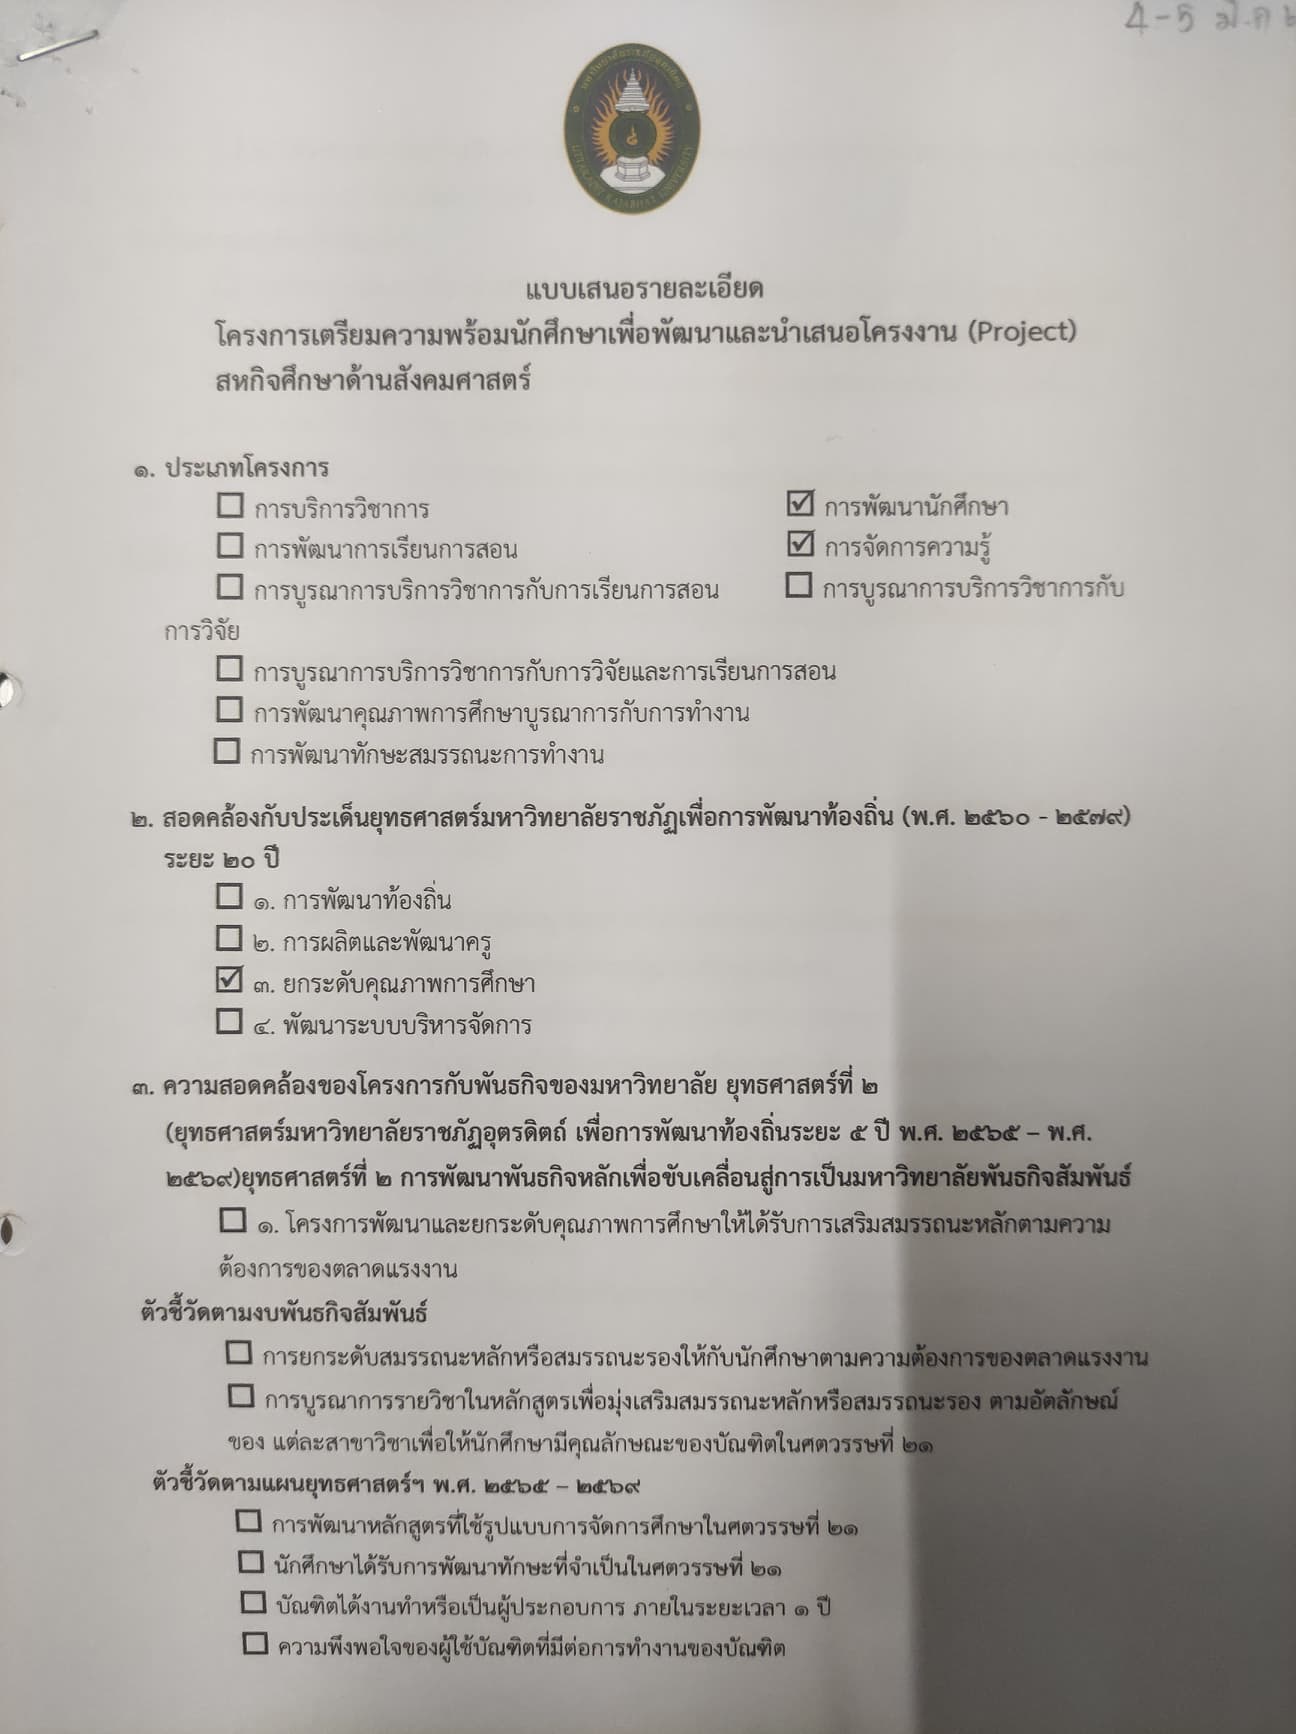 4-5 มี.ค
มหาวิทยาลัยราชภัฏอุตรดิตถ์
UTTARADIT RAJABHAT UNIVERSITY
แบบเสนอรายละเอียด
โครงการเตรียมความพร้อมนักศึกษาเพื่อพัฒนาและนำเสนอโครงงาน (Project)
สหกิจศึกษาด้านสังคมศาสตร์
๑. ประเภทโครงการ
☐ การบริการวิชาการ ☑ การพัฒนานักศึกษา
☐ การพัฒนาการเรียนการสอน ☑ การจัดการความรู้
☐ การบูรณาการบริการวิชาการกับการเรียนการสอน ☐ การบูรณาการบริการวิชาการกับ
การวิจัย
☐ การบูรณาการบริการวิชาการกับการวิจัยและการเรียนการสอน
☐ การพัฒนาคุณภาพการศึกษาบูรณาการกับการทำงาน
☐ การพัฒนาทักษะสมรรถนะการทำงาน
๒. สอดคล้องกับประเด็นยุทธศาสตร์มหาวิทยาลัยราชภัฏเพื่อการพัฒนาท้องถิ่น (พ.ศ. ๒๕๖๐ - ๒๕๗๙)
ระยะ ๒๐ ปี
☐ ๑. การพัฒนาท้องถิ่น
☐ ๒. การผลิตและพัฒนาครู
☑ ๓. ยกระดับคุณภาพการศึกษา
☐ ๔. พัฒนาระบบบริหารจัดการ
๓. ความสอดคล้องของโครงการกับพันธกิจของมหาวิทยาลัย ยุทธศาสตร์ที่ ๒
(ยุทธศาสตร์มหาวิทยาลัยราชภัฏอุตรดิตถ์ เพื่อการพัฒนาท้องถิ่นระยะ ๕ ปี พ.ศ. ๒๕๖๕ – พ.ศ.
๒๕๖๙)ยุทธศาสตร์ที่ ๒ การพัฒนาพันธกิจหลักเพื่อขับเคลื่อนสู่การเป็นมหาวิทยาลัยพันธกิจสัมพันธ์
☐ ๑. โครงการพัฒนาและยกระดับคุณภาพการศึกษาให้ได้รับการเสริมสมรรถนะหลักตามความ
ต้องการของตลาดแรงงาน
ตัวชี้วัดตามงบพันธกิจสัมพันธ์
☐ การยกระดับสมรรถนะหลักหรือสมรรถนะรองให้กับนักศึกษาตามความต้องการของตลาดแรงงาน
☐ การบูรณาการรายวิชาในหลักสูตรเพื่อมุ่งเสริมสมรรถนะหลักหรือสมรรถนะรอง ตามอัตลักษณ์
ของ แต่ละสาขาวิชาเพื่อให้นักศึกษามีคุณลักษณะของบัณฑิตในศตวรรษที่ ๒๑
ตัวชี้วัดตามแผนยุทธศาสตร์ฯ พ.ศ. ๒๕๖๕ – ๒๕๖๙
☐ การพัฒนาหลักสูตรที่ใช้รูปแบบการจัดการศึกษาในศตวรรษที่ ๒๑
☐ นักศึกษาได้รับการพัฒนาทักษะที่จำเป็นในศตวรรษที่ ๒๑
☐ บัณฑิตได้งานทำหรือเป็นผู้ประกอบการ ภายในระยะเวลา ๑ ปี
☐ ความพึงพอใจของผู้ใช้บัณฑิตที่มีต่อการทำงานของบัณฑิต